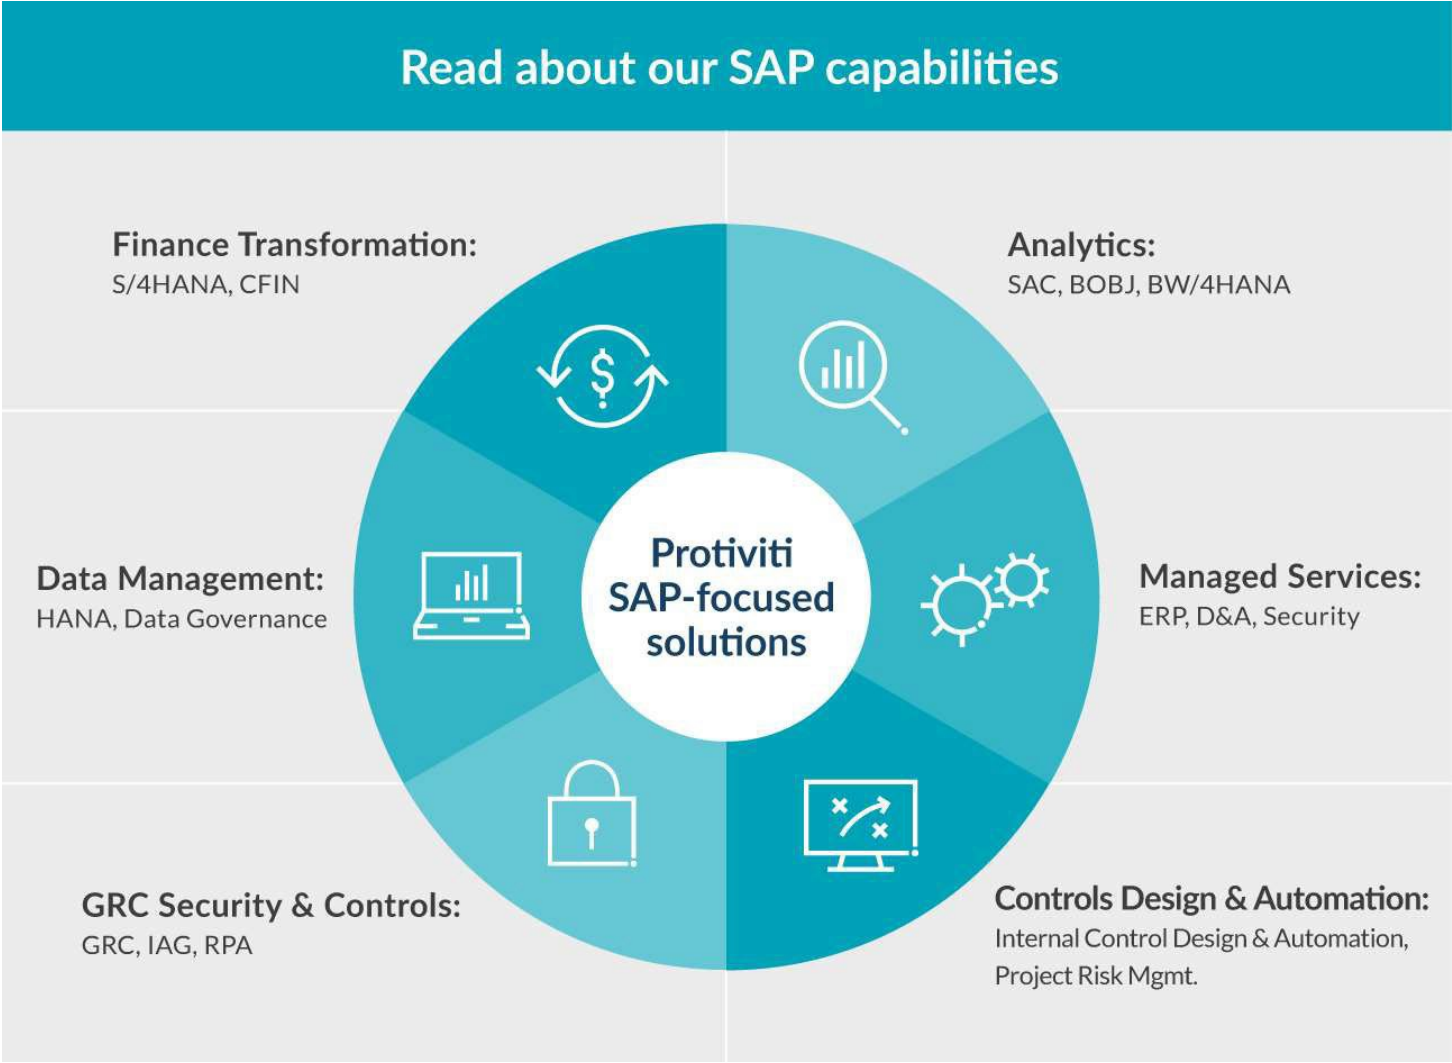 Read about our SAP capabilities
Finance Transformation:
S/4HANA, CFIN
Analytics:
SAC, BOBJ, BW/4HANA
Data Management:
HANA, Data Governance
Protiviti
SAP-focused
solutions
Managed Services:
ERP, D&A, Security
GRC Security & Controls:
GRC, IAG, RPA
Controls Design & Automation:
Internal Control Design & Automation,
Project Risk Mgmt.